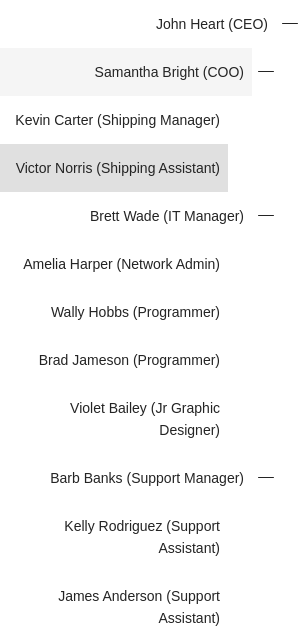 John Heart (CEO)
Samantha Bright (COO)
Kevin Carter (Shipping Manager)
Victor Norris (Shipping Assistant)
Brett Wade (IT Manager)
Amelia Harper (Network Admin)
Wally Hobbs (Programmer)
Brad Jameson (Programmer)
Violet Bailey (Jr Graphic
Designer)
Barb Banks (Support Manager)
Kelly Rodriguez (Support
Assistant)
James Anderson (Support
Assistant)